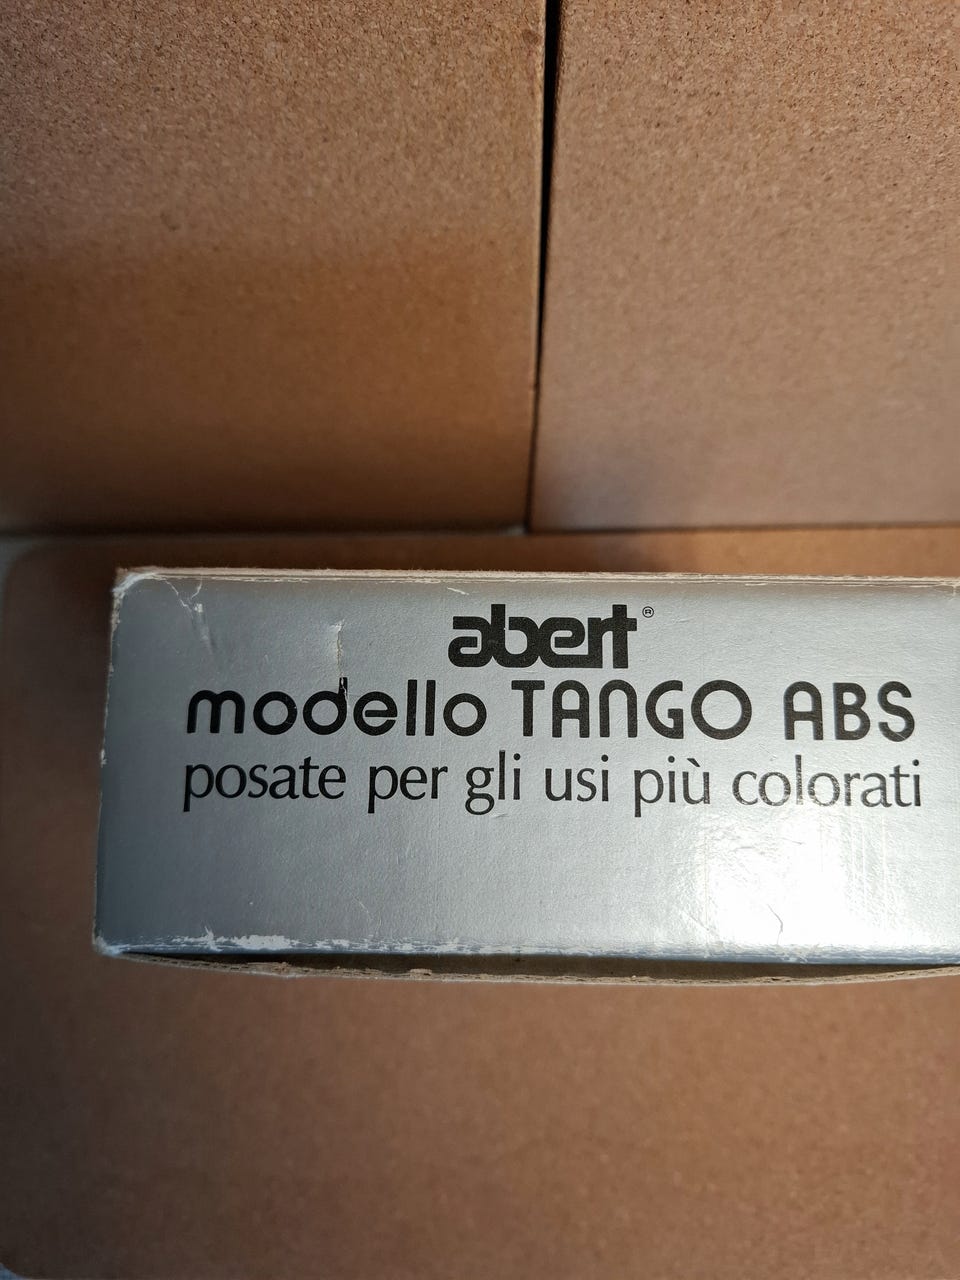 abert®
modello TANGO ABS
posate per gli usi più colorati